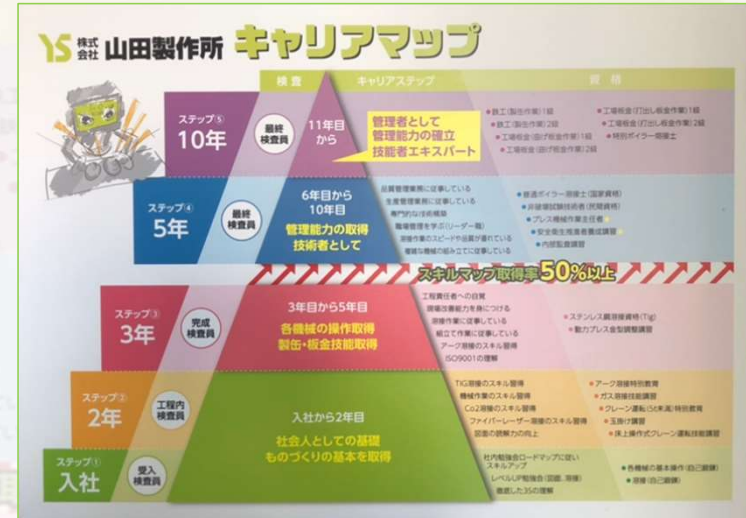 YS 株式会社 山田製作所 キャリアマップ
検査 キャリアステップ 資格
ステップ⑤
10年
最終
検査員
11年目
から
管理者として
管理能力の確立
技能者エキスパート
●鉄工(製缶作業)1級
●鉄工(製缶作業)2級
●工場板金(曲げ板金作業)1級
●工場板金(曲げ板金作業)2級
●工場板金(打出し板金作業)1級
●工場板金(打出し板金作業)2級
●特別ボイラー溶接士
ステップ④
5年
最終
検査員
6年目から
10年目
管理能力の取得
技術者として
品質管理業務に従事している
生産管理業務に従事している
専門的な技術構築
職場管理を学ぶ(リーダー職)
溶接作業のスピードや品質が優れている
複雑な機械の組み立てに従事している
●普通ボイラー溶接士(国家資格)
●非破壊試験技術者(民間資格)
●プレス機械作業主任者
●安全衛生推進者養成講習
●内部監査講習
スキルマップ取得率50%以上
ステップ③
3年
完成
検査員
3年目から5年目
各機械の操作取得
製缶・板金技能取得
工程責任者への自覚
現場改善能力を身につける
溶接作業に従事している
組立て作業に従事している
アーク溶接のスキル習得
ISO9001の理解
●ステンレス鋼溶接資格(Tig)
●動力プレス金型調整講習
ステップ②
2年
工程内
検査員
入社から2年目
社会人としての基礎
ものづくりの基本を取得
TIG溶接のスキル習得
機械作業のスキル習得
Co2溶接のスキル習得
ファイバーレーザー溶接のスキル習得
図面の読解力の向上
●アーク溶接特別教育
●ガス溶接技能講習
●クレーン運転(5t未満)特別教育
●玉掛け講習
●床上操作式クレーン運転技能講習
ステップ①
入社
受入
検査員
社内勉強会ロードマップに従い
スキルアップ
レベルUP勉強会(図面、溶接)
徹底した3Sの理解
●各機械の基本操作(自己鍛錬)
●溶接(自己鍛錬)